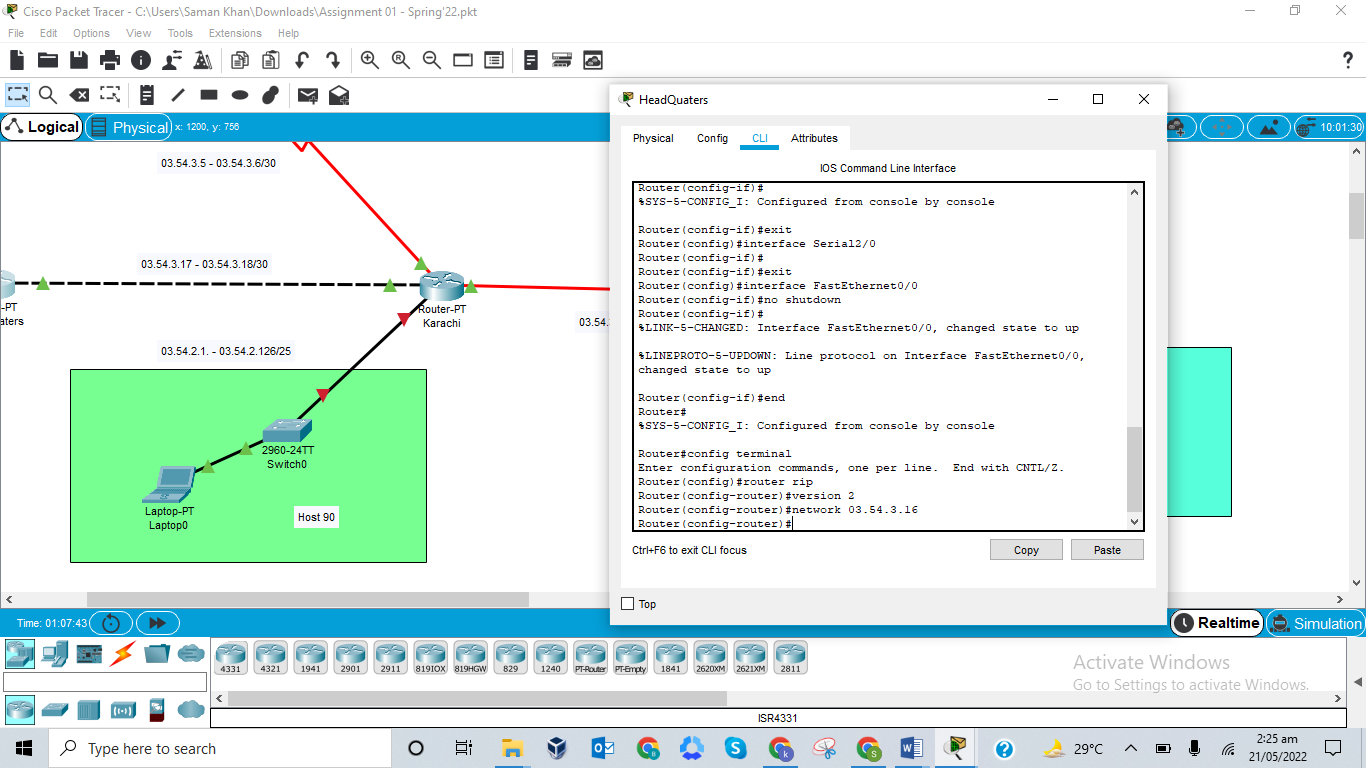 Cisco Packet Tracer - C:\Users\Saman Khan\Downloads\Assignment 01 - Spring'22.pkt
File Edit Options View Tools Extensions Help
R
?
Logical
Physical
x: 1200, y: 756
10:01:30
03.54.3.5 - 03.54.3.6/30
03.54.3.17 - 03.54.3.18/30
-PT
aters
Router-PT
Karachi
03.54.
03.54.2.1. - 03.54.2.126/25
2960-24TT
Switch0
Laptop-PT
Laptop0
Host 90
HeadQuaters
Physical Config CLI Attributes
IOS Command Line Interface
Router(config-if)#
%SYS-5-CONFIG_I: Configured from console by console
Router(config-if)#exit
Router(config)#interface Serial2/0
Router(config-if)#
Router(config-if)#exit
Router(config)#interface FastEthernet0/0
Router(config-if)#no shutdown
Router(config-if)#
%LINK-5-CHANGED: Interface FastEthernet0/0, changed state to up
%LINEPROTO-5-UPDOWN: Line protocol on Interface FastEthernet0/0,
changed state to up
Router(config-if)#end
Router#
%SYS-5-CONFIG_I: Configured from console by console
Router#config terminal
Enter configuration commands, one per line.  End with CNTL/Z.
Router(config)#router rip
Router(config-router)#version 2
Router(config-router)#network 03.54.3.16
Router(config-router)#
Ctrl+F6 to exit CLI focus
Copy
Paste
Top
Time: 01:07:43
Realtime
Simulation
4331 4321 1941 2901 2911 819IOX 819HGW 829 1240 PT-Router PT-Empty 1841 2620XM 2621XM 2811
ISR4331
Activate Windows
Go to Settings to activate Windows.
Type here to search
29°C
2:25 am
21/05/2022